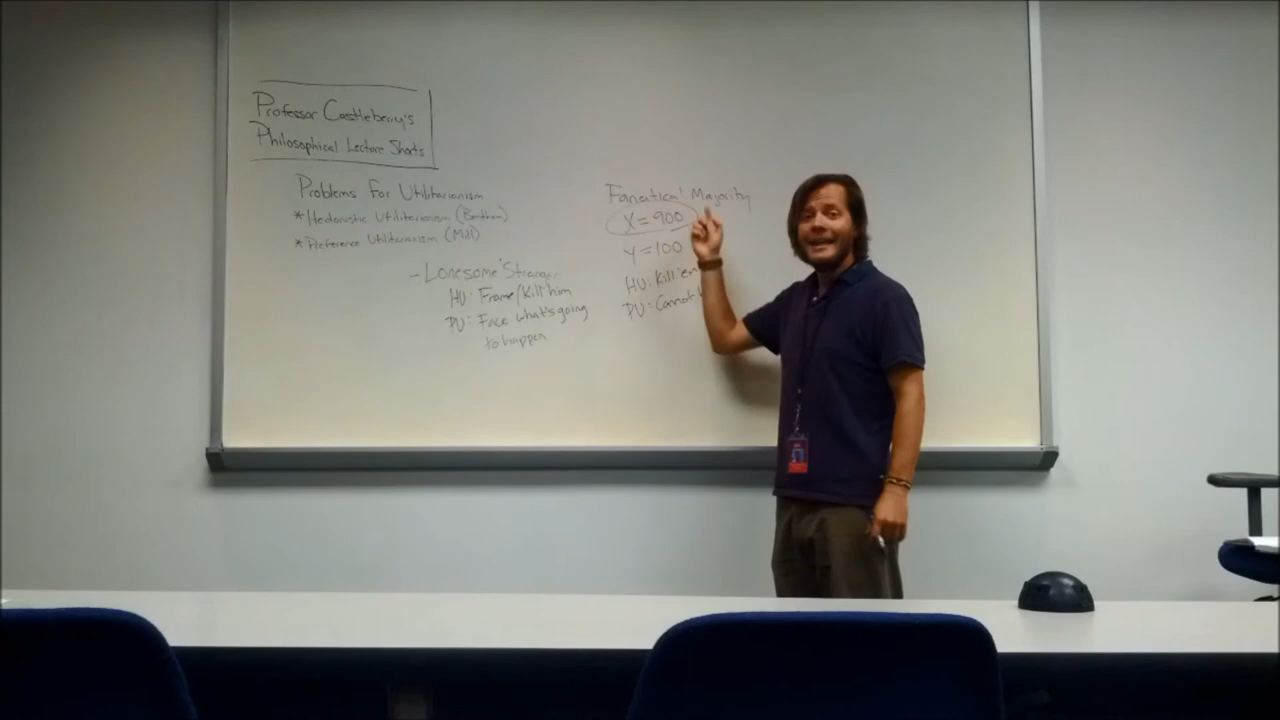 Professor Castleberry's
Philosophical Lecture Shorts
Problems for Utilitarianism
* Hedonistic Utilitarianism (Bentham)
* Preference Utilitarianism (Mill)
- 'Lonesome Stranger'
HU: Frame/Kill him
PU: Face what's going
to happen
'Fanatical' Majority
X = 900
Y = 100
HU: Kill 'em
PU: Cannot